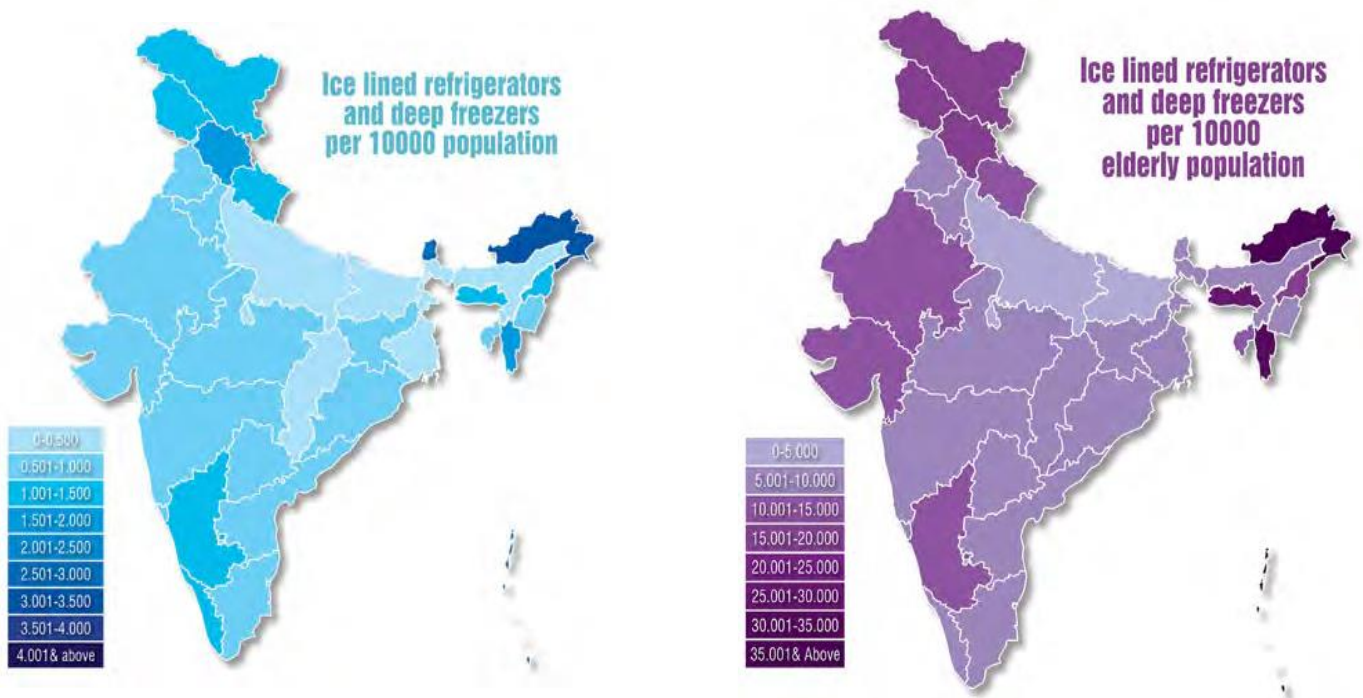 Ice lined refrigerators
and deep freezers
per 10000 population
0-0.500
0.501-1.000
1.001-1.500
1.501-2.000
2.001-2.500
2.501-3.000
3.001-3.500
3.501-4.000
4.001& above
Ice lined refrigerators
and deep freezers
per 10000
elderly population
0-5.000
5.001-10.000
10.001-15.000
15.001-20.000
20.001-25.000
25.001-30.000
30.001-35.000
35.001& Above